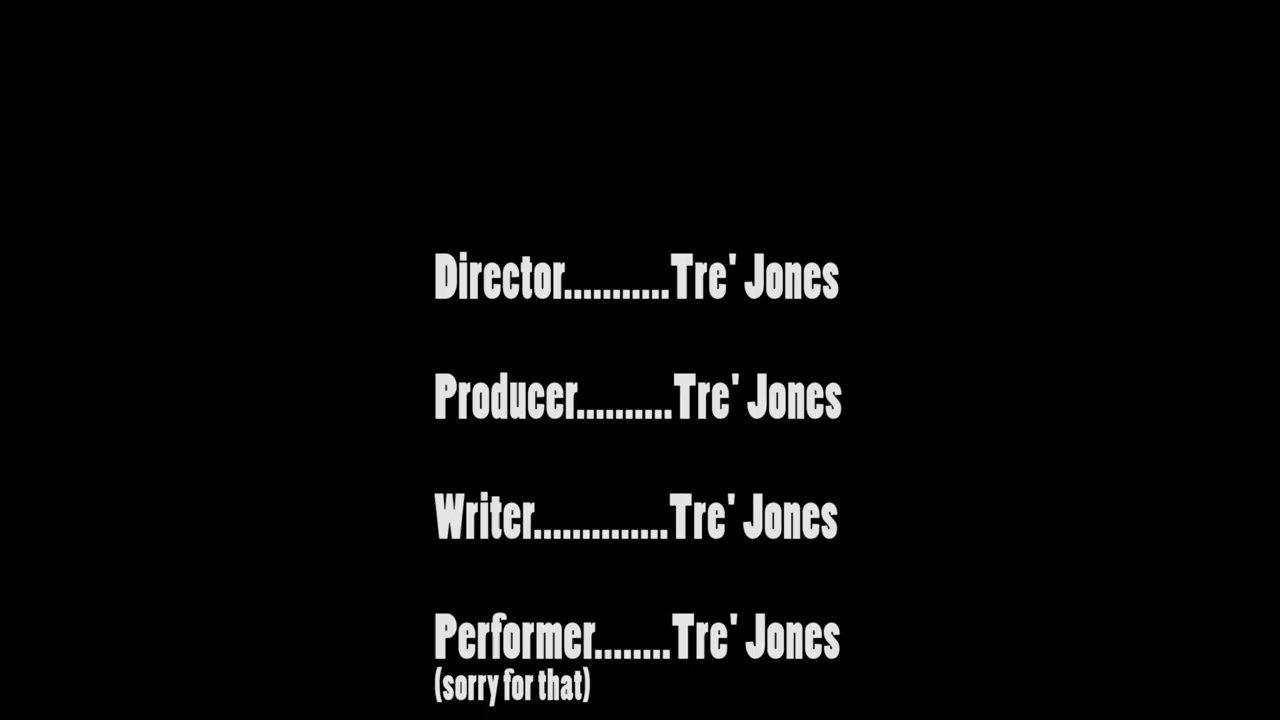 Director...........Tre' Jones
Producer..........Tre' Jones
Writer..............Tre' Jones
Performer........Tre' Jones
(sorry for that)